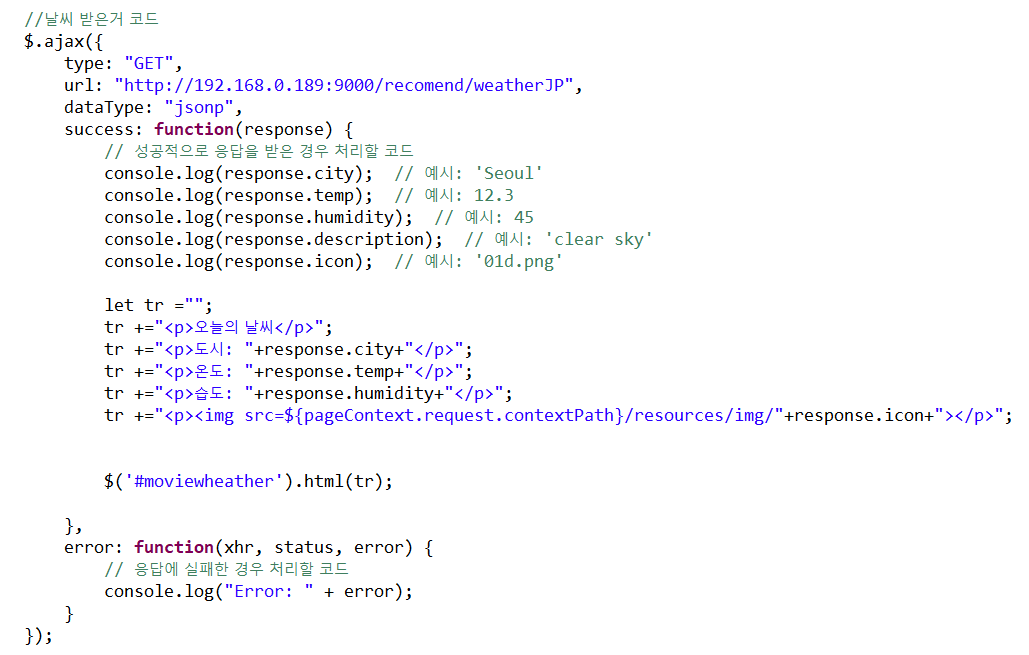 //날씨 받은거 코드
$.ajax({
    type: "GET",
    url: "http://192.168.0.189:9000/recomend/weatherJP",
    dataType: "jsonp",
    success: function(response) {
        // 성공적으로 응답을 받은 경우 처리할 코드
        console.log(response.city);  // 예시: 'Seoul'
        console.log(response.temp);  // 예시: 12.3
        console.log(response.humidity);  // 예시: 45
        console.log(response.description);  // 예시: 'clear sky'
        console.log(response.icon);  // 예시: '01d.png'

        let tr ="";
        tr +="<p>오늘의 날씨</p>";
        tr +="<p>도시: "+response.city+"</p>";
        tr +="<p>온도: "+response.temp+"</p>";
        tr +="<p>습도: "+response.humidity+"</p>";
        tr +="<p><img src=${pageContext.request.contextPath}/resources/img/"+response.icon+"></p>";

        $('#moviewheather').html(tr);

    },
    error: function(xhr, status, error) {
        // 응답에 실패한 경우 처리할 코드
        console.log("Error: " + error);
    }
});